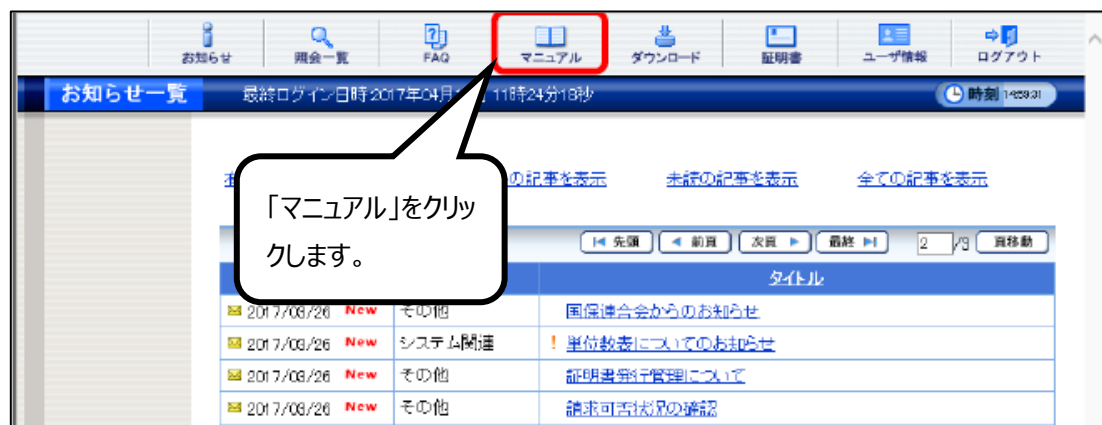 お知らせ 照会一覧 FAQ マニュアル ダウンロード 証明書 ユーザ情報 ログアウト
お知らせ一覧 最終ログイン日時:2017年04月 11時24分18秒 時刻
の記事を表示 未読の記事を表示 全ての記事を表示
「マニュアル」をクリッ
クします。
先頭 前頁 次頁 最終 2 /9 頁移動
タイトル
2017/03/26 New その他 国保連合会からのお知らせ
2017/03/26 New システム関連 ! 単位数表についてのお知らせ
2017/03/26 New その他 証明書発行管理について
2017/03/26 New その他 請求可否状況の確認